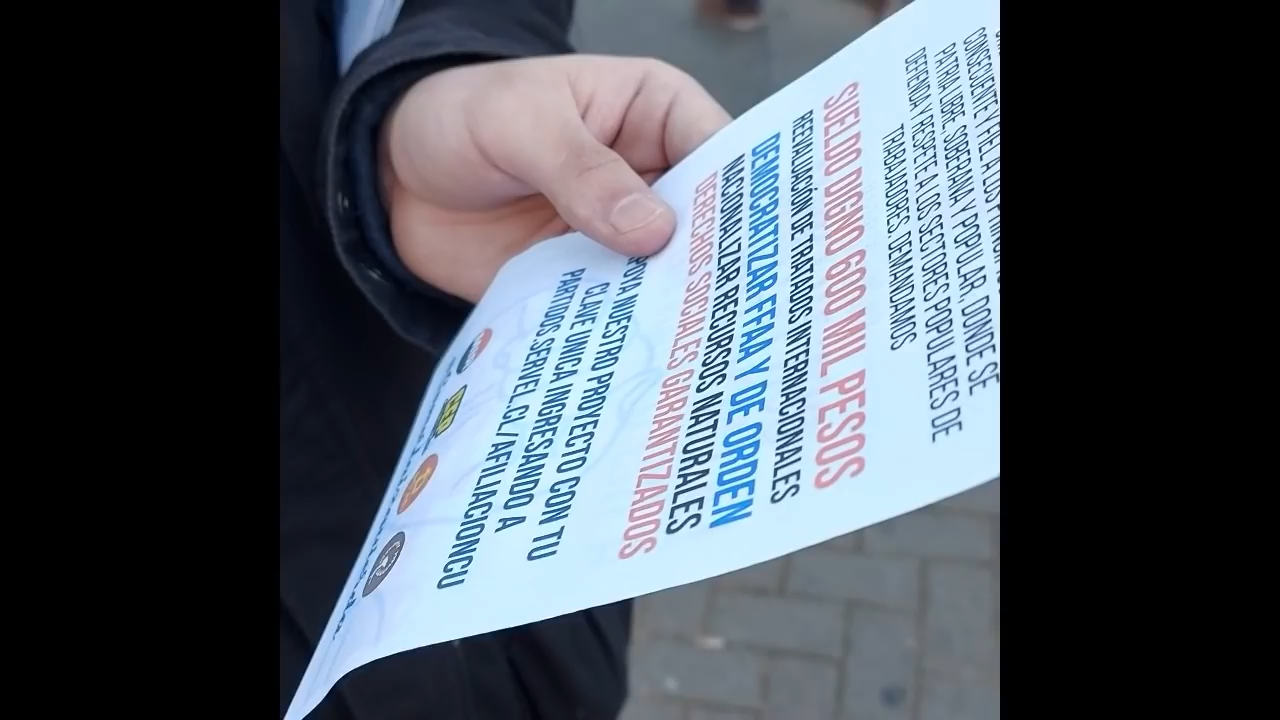 CONSECUENTE Y FIEL A LOS
PATRIA LIBRE, SOBERANA Y POPULAR, DONDE SE
DEFIENDA Y RESPETE A LOS SECTORES POPULARES DE
TRABAJADORES, DEMANDAMOS
SUELDO DIGNO 600 MIL PESOS
REEVALUACIÓN DE TRATADOS INTERNACIONALES
DEMOCRATIZAR FFAA Y DE ORDEN
NACIONALIZAR RECURSOS NATURALES
DERECHOS SOCIALES GARANTIZADOS
NUESTRO PROYECTO CON TU
CLAVE UNICA INGRESANDO A
PARTIDOS.SERVEL.CL/AFILIACIONCU